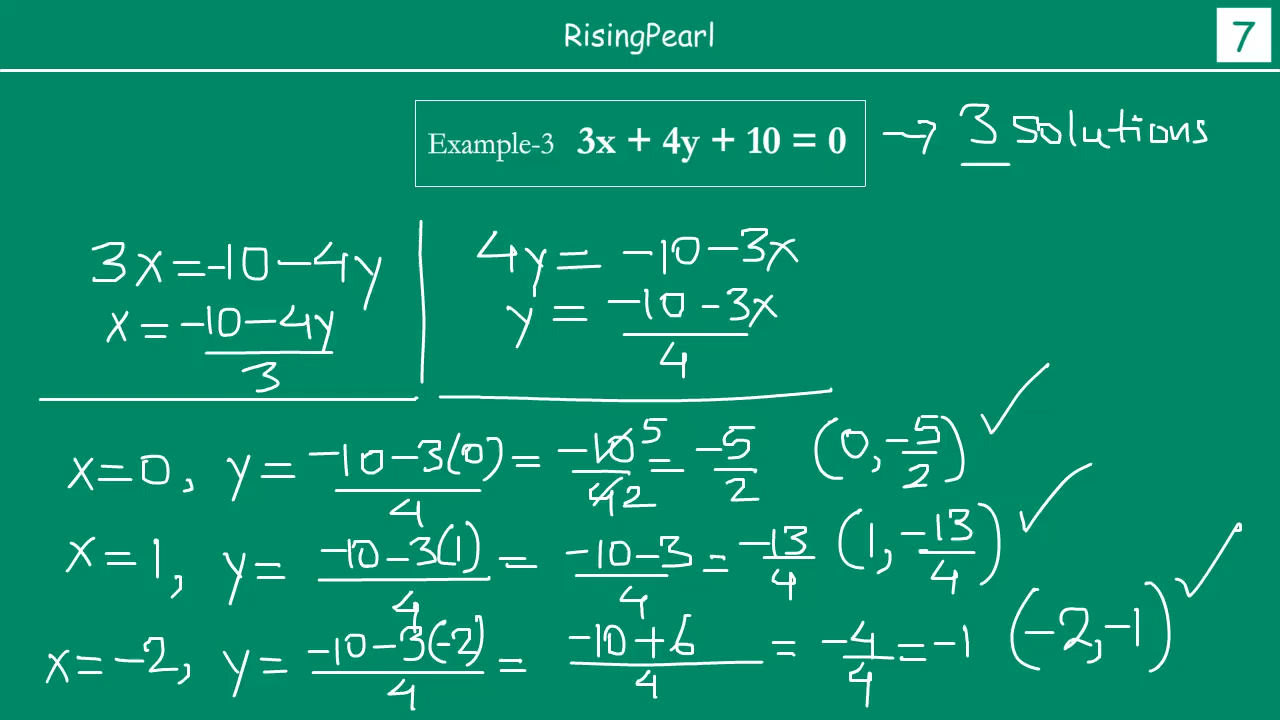 RisingPearl
7
Example-3 3x + 4y + 10 = 0 → 3 solutions
3x = -10 - 4y
x = (-10 - 4y)/3
4y = -10 - 3x
y = (-10 - 3x)/4
x = 0, y = (-10 - 3(0))/4 = -10/4 5/2 = -5/2 (0, -5/2) ✓
x = 1, y = (-10 - 3(1))/4 = (-10 - 3)/4 = -13/4 (1, -13/4) ✓
x = -2, y = (-10 - 3(-2))/4 = (-10 + 6)/4 = -4/4 = -1 (-2, -1) ✓